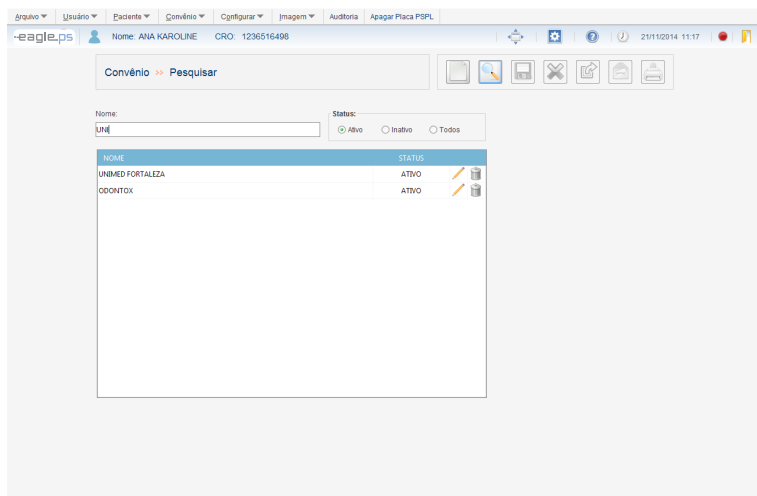 Arquivo Usuário Paciente Convênio Configurar Imagem Auditoria Apagar Placa PSPL
eagle.ps Nome: ANA KAROLINE CRO: 1236516498 21/11/2014 11:17
Convênio >> Pesquisar
Nome: Status:
UNI Ativo Inativo Todos
NOME STATUS
UNIMED FORTALEZA ATIVO
ODONTOX ATIVO